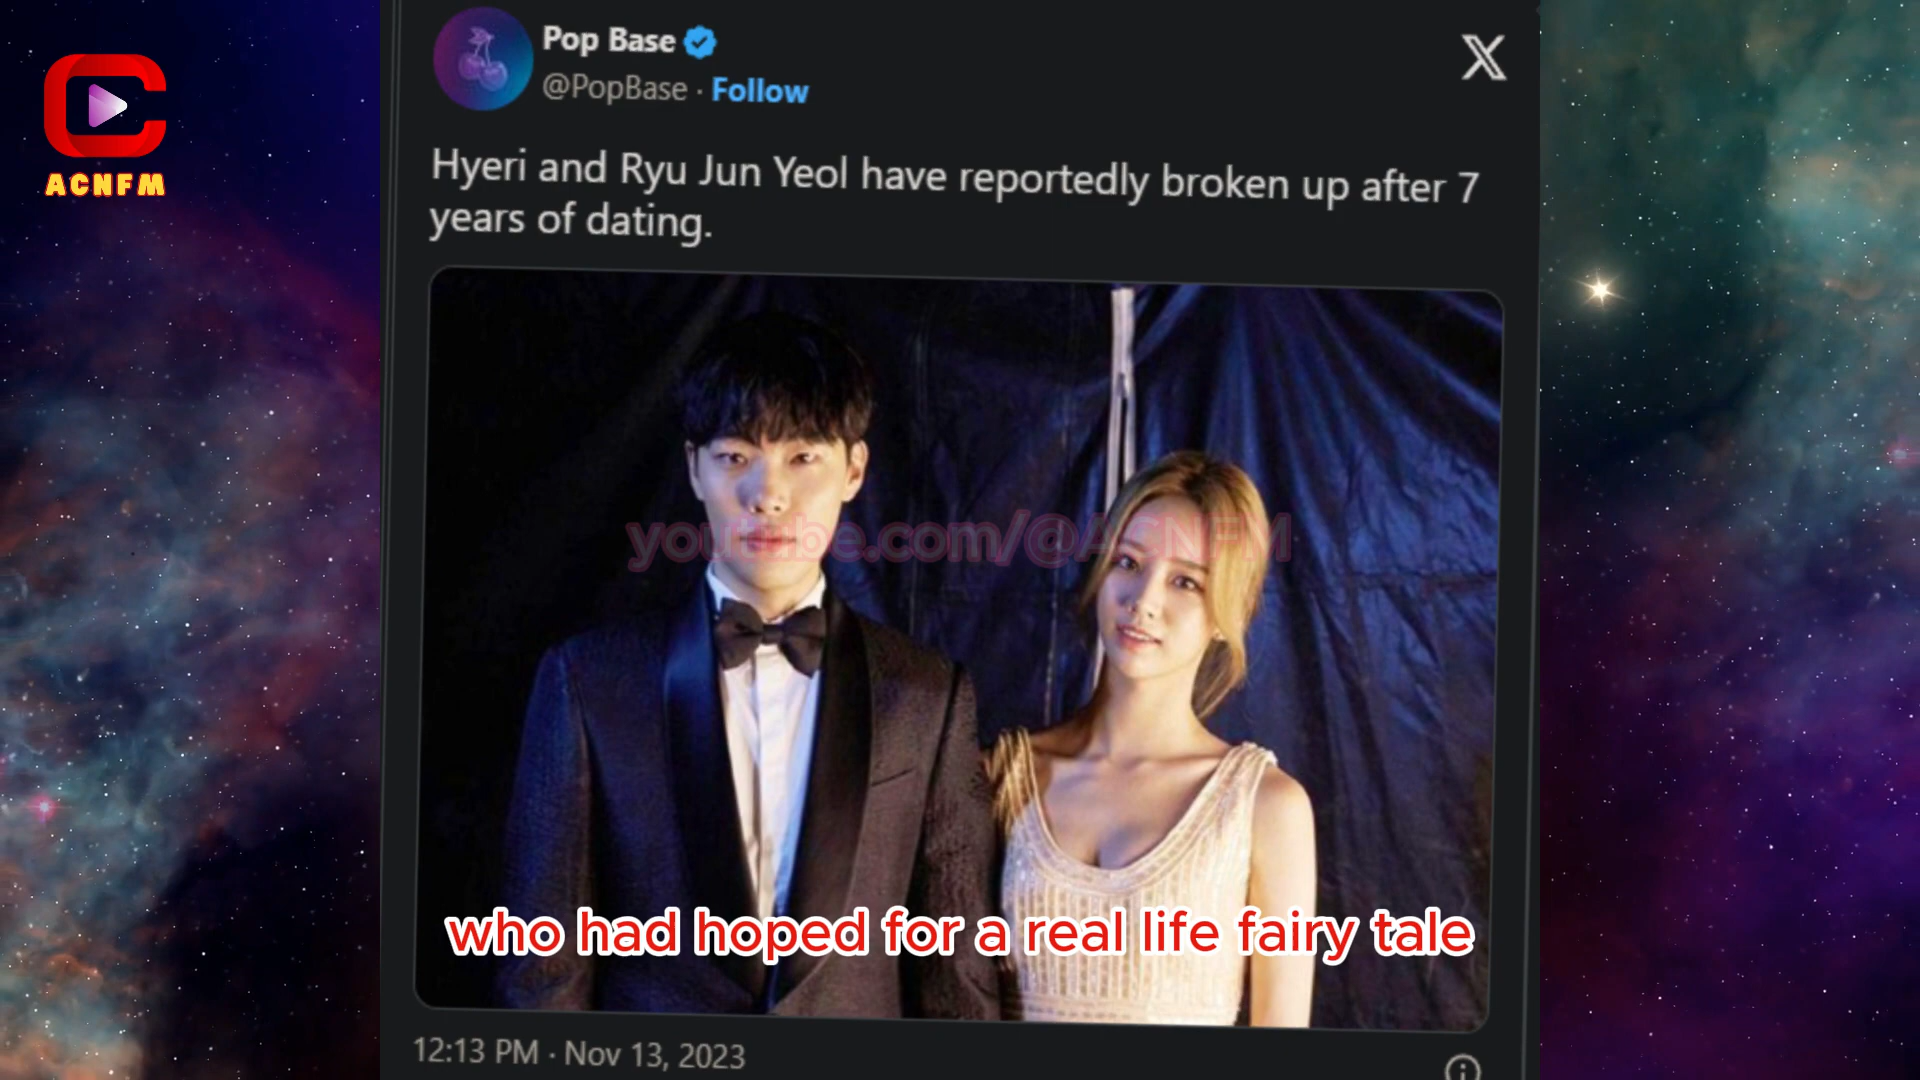 ACNFM
Pop Base
@PopBase · Follow
Hyeri and Ryu Jun Yeol have reportedly broken up after 7
years of dating.
youtube.com/@ACNFM
who had hoped for a real life fairy tale
12:13 PM · Nov 13, 2023